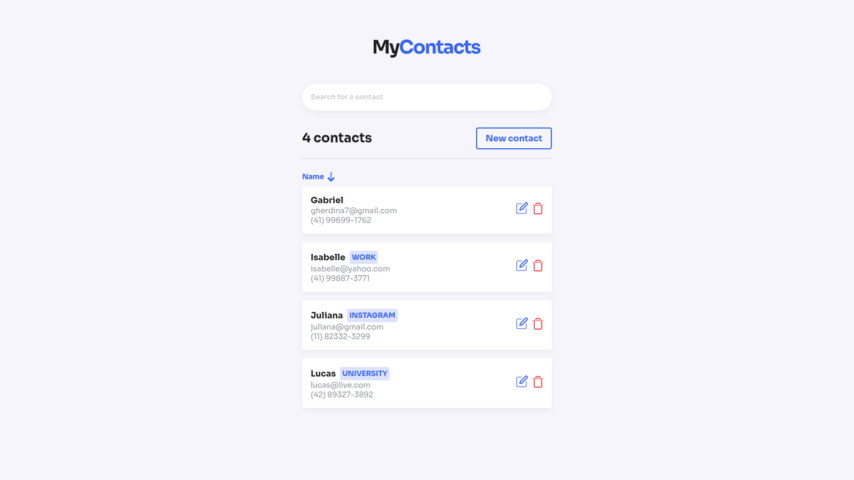 MyContacts
Search for a contact
4 contacts
New contact
Name
Gabriel
gherdina7@gmail.com
(41) 99699-1762
Isabelle WORK
isabelle@yahoo.com
(41) 99887-3771
Juliana INSTAGRAM
juliana@gmail.com
(11) 82332-3299
Lucas UNIVERSITY
lucas@live.com
(42) 89327-3892